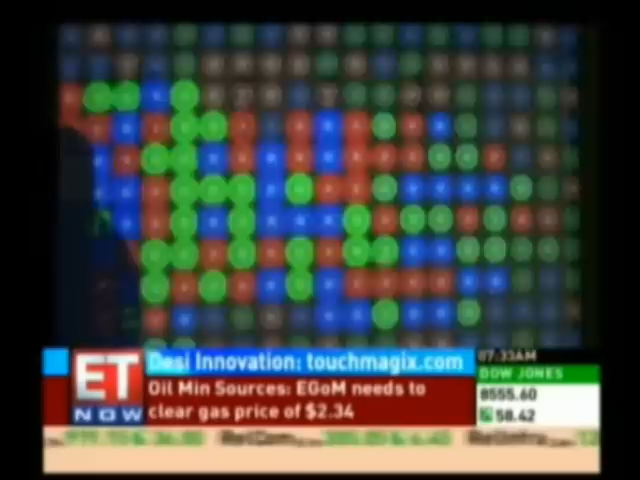 ET
NOW
Desi Innovation: touchmagix.com
Oil Min Sources: EGoM needs to
clear gas price of $2.34
07:33AM
DOW JONES
8555.60
58.42